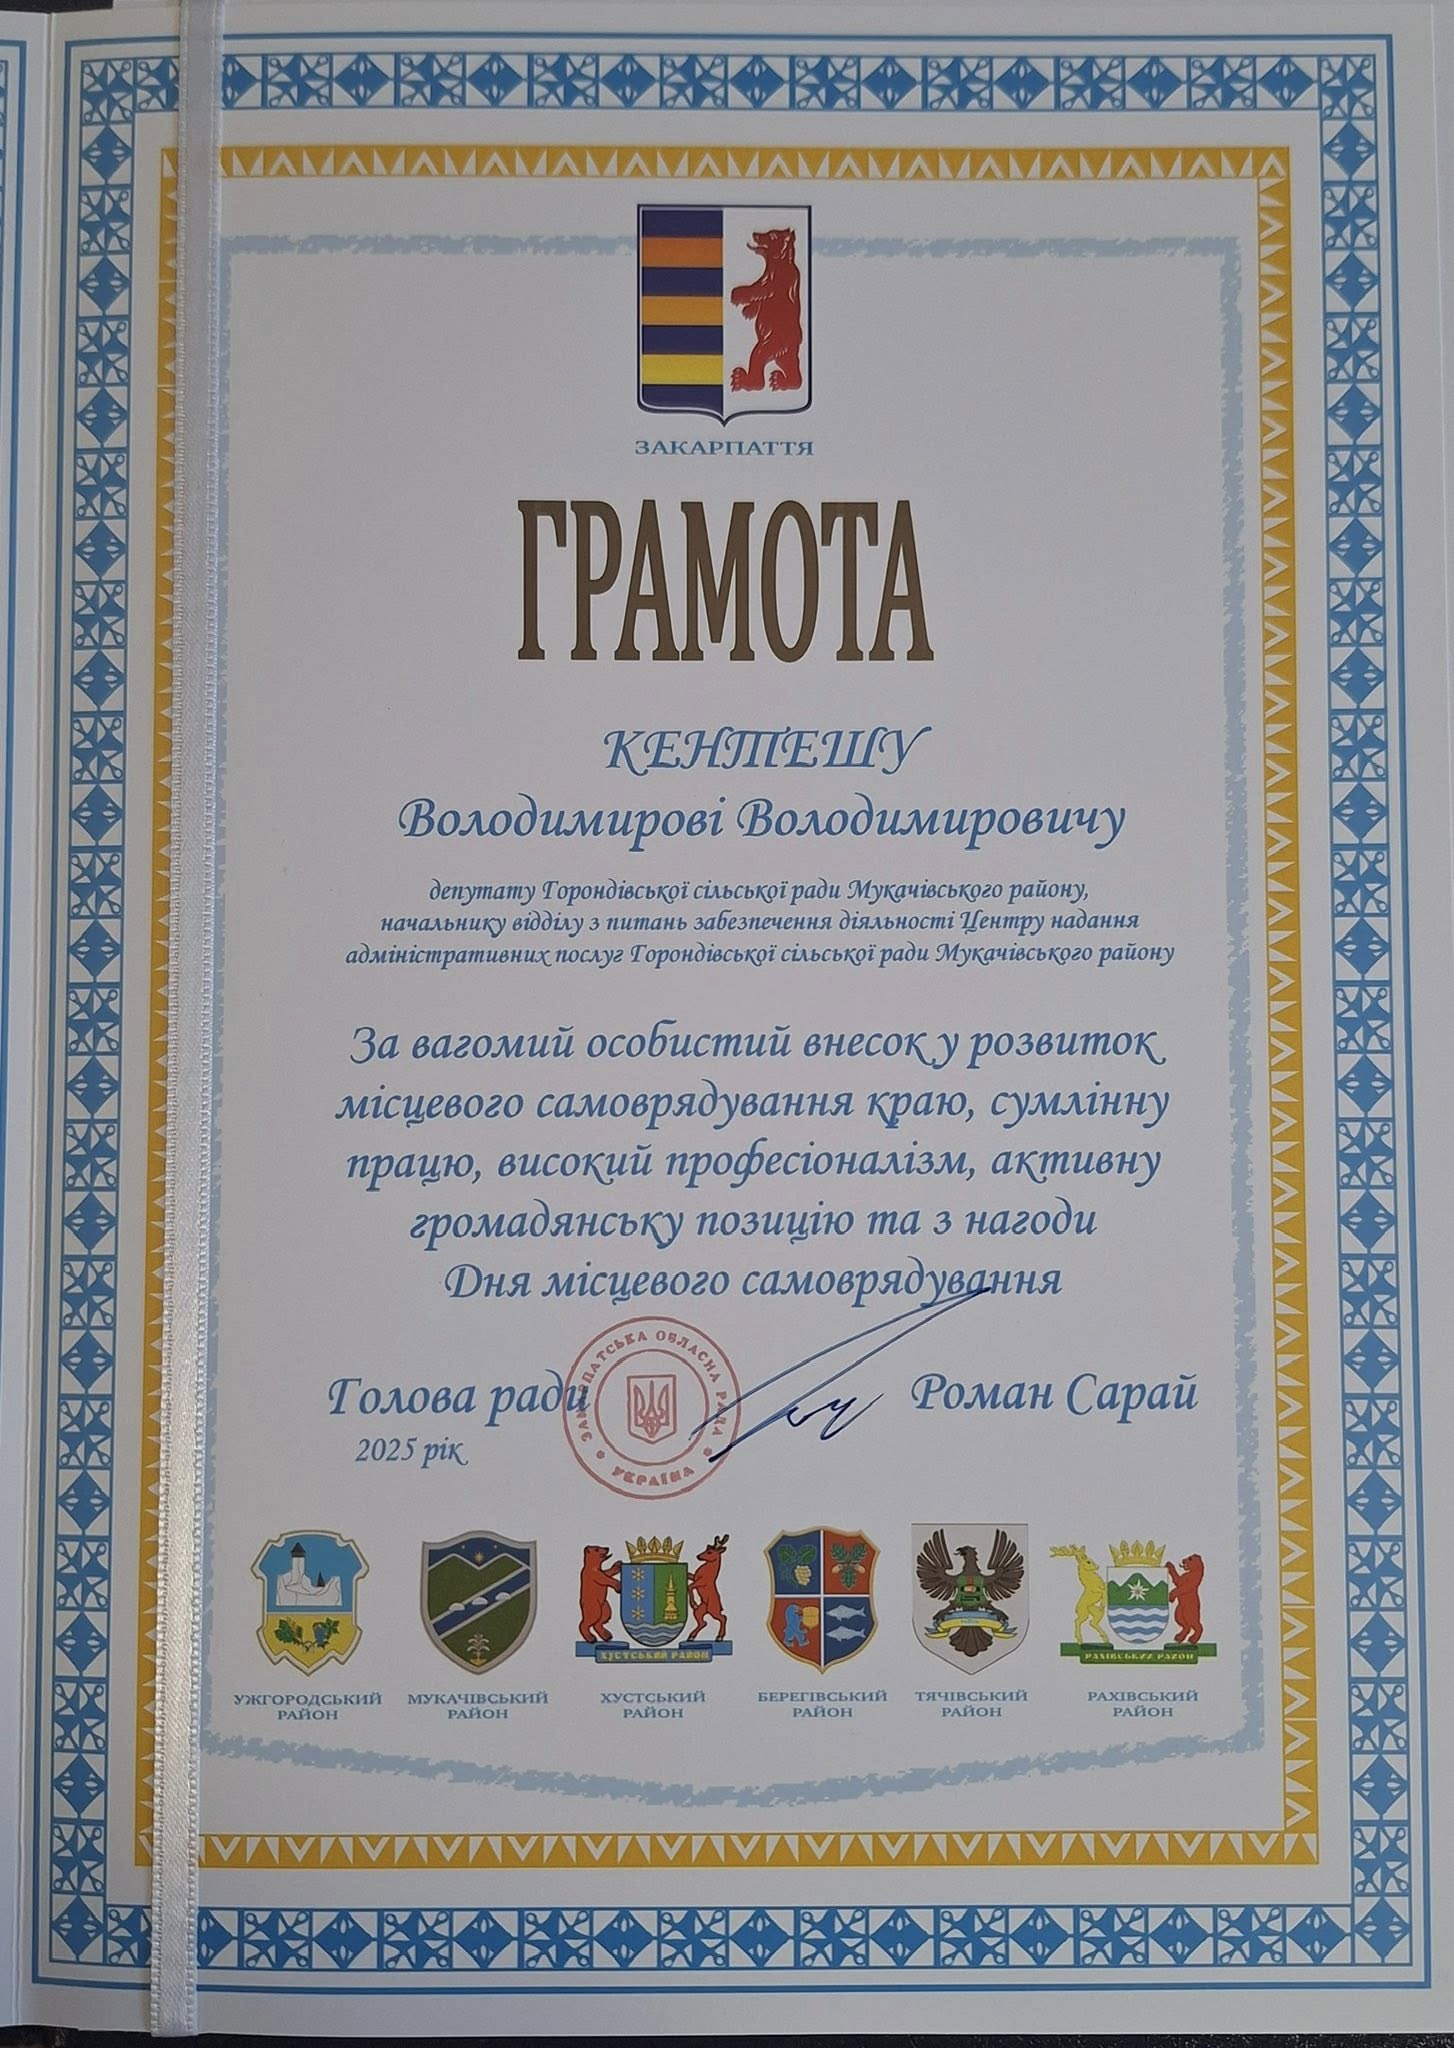 ЗАКАРПАТТЯ
ГРАМОТА
КЕНТЕШУ
Володимирові Володимировичу
депутату Горондівської сільської ради Мукачівського району,
начальнику відділу з питань забезпечення діяльності Центру надання
адміністративних послуг Горондівської сільської ради Мукачівського району
За вагомий особистий внесок у розвиток
місцевого самоврядування краю, сумлінну
працю, високий професіоналізм, активну
громадянську позицію та з нагоди
Дня місцевого самоврядування
Голова ради
Роман Сарай
2025 рік
ЗАКАРПАТСЬКА ОБЛАСНА РАДА
УКРАЇНА
ХУСТСЬКИЙ РАЙОН
РАХІВСЬКИЙ РАЙОН
УЖГОРОДСЬКИЙ РАЙОН
МУКАЧІВСЬКИЙ РАЙОН
ХУСТСЬКИЙ РАЙОН
БЕРЕГІВСЬКИЙ РАЙОН
ТЯЧІВСЬКИЙ РАЙОН
РАХІВСЬКИЙ РАЙОН